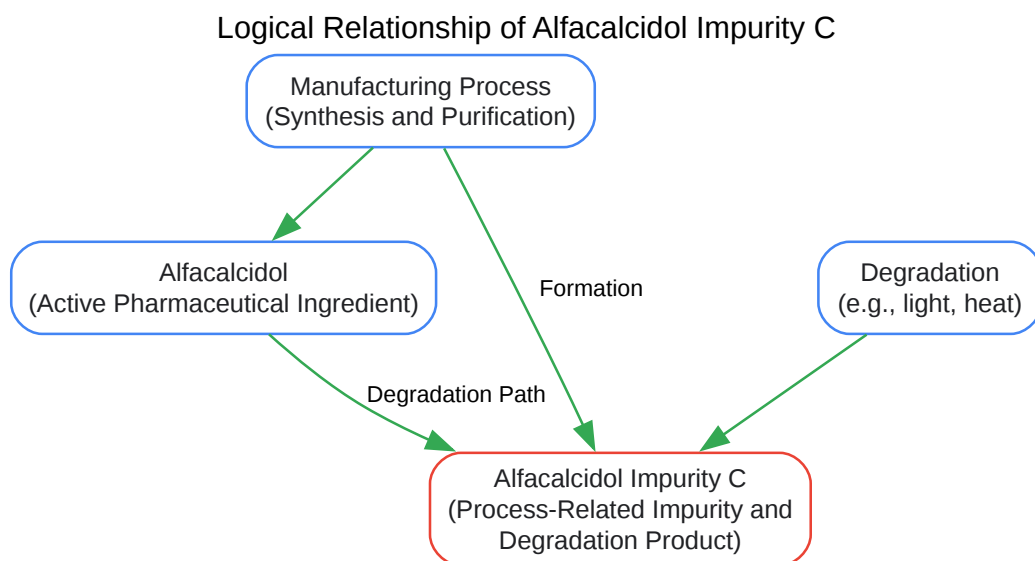 Logical Relationship of Alfacalcidol Impurity C
Manufacturing Process
(Synthesis and Purification)
Alfacalcidol
(Active Pharmaceutical Ingredient)
Degradation
(e.g., light, heat)
Formation
Degradation Path
Alfacalcidol Impurity C
(Process-Related Impurity and
Degradation Product)